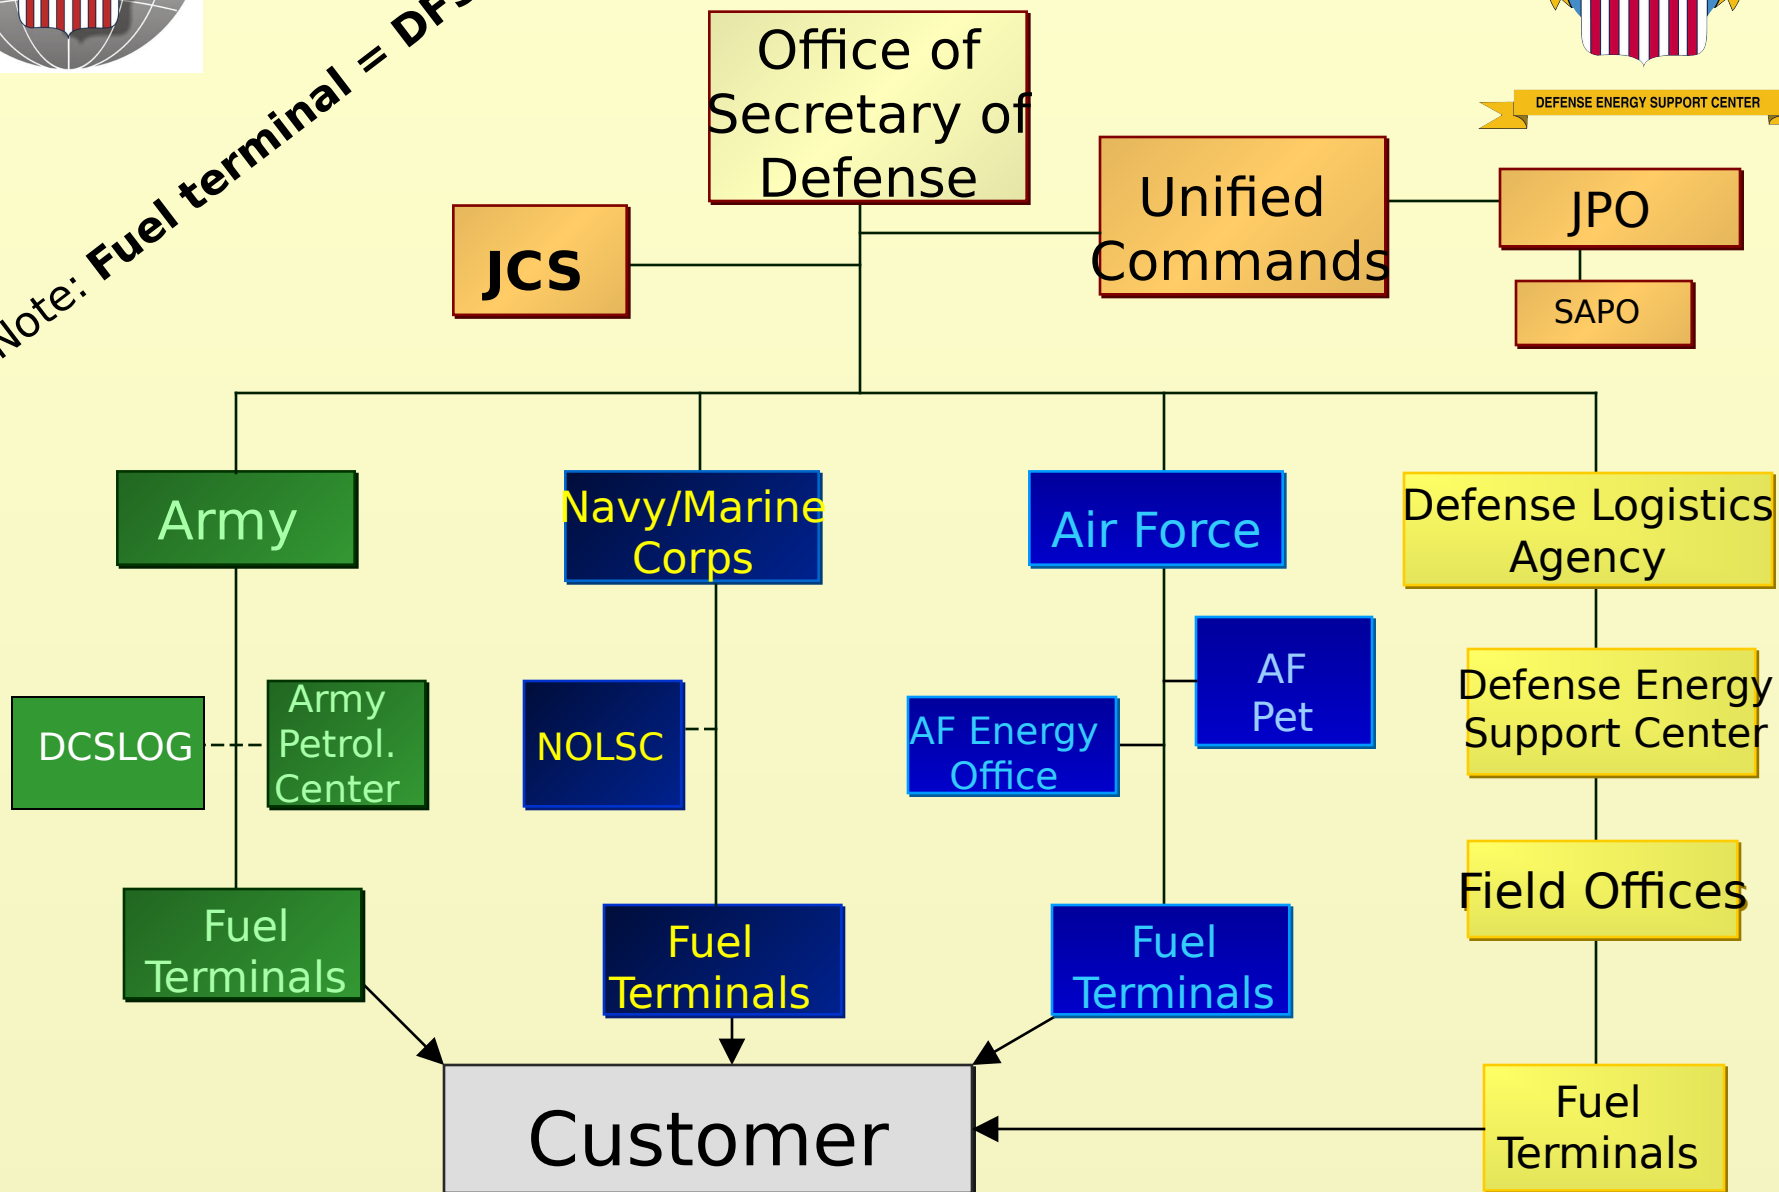 Note: Fuel terminal = DFS
Office of
Secretary of
Defense
DEFENSE ENERGY SUPPORT CENTER
Unified
Commands
JPO
JCS
SAPO
Army
Navy/Marine
Corps
Air Force
Defense Logistics
Agency
DCSLOG
Army
Petrol.
Center
NOLSC
AF Energy
Office
AF
Pet
Defense Energy
Support Center
Field Offices
Fuel
Terminals
Fuel
Terminals
Fuel
Terminals
Fuel
Terminals
Customer